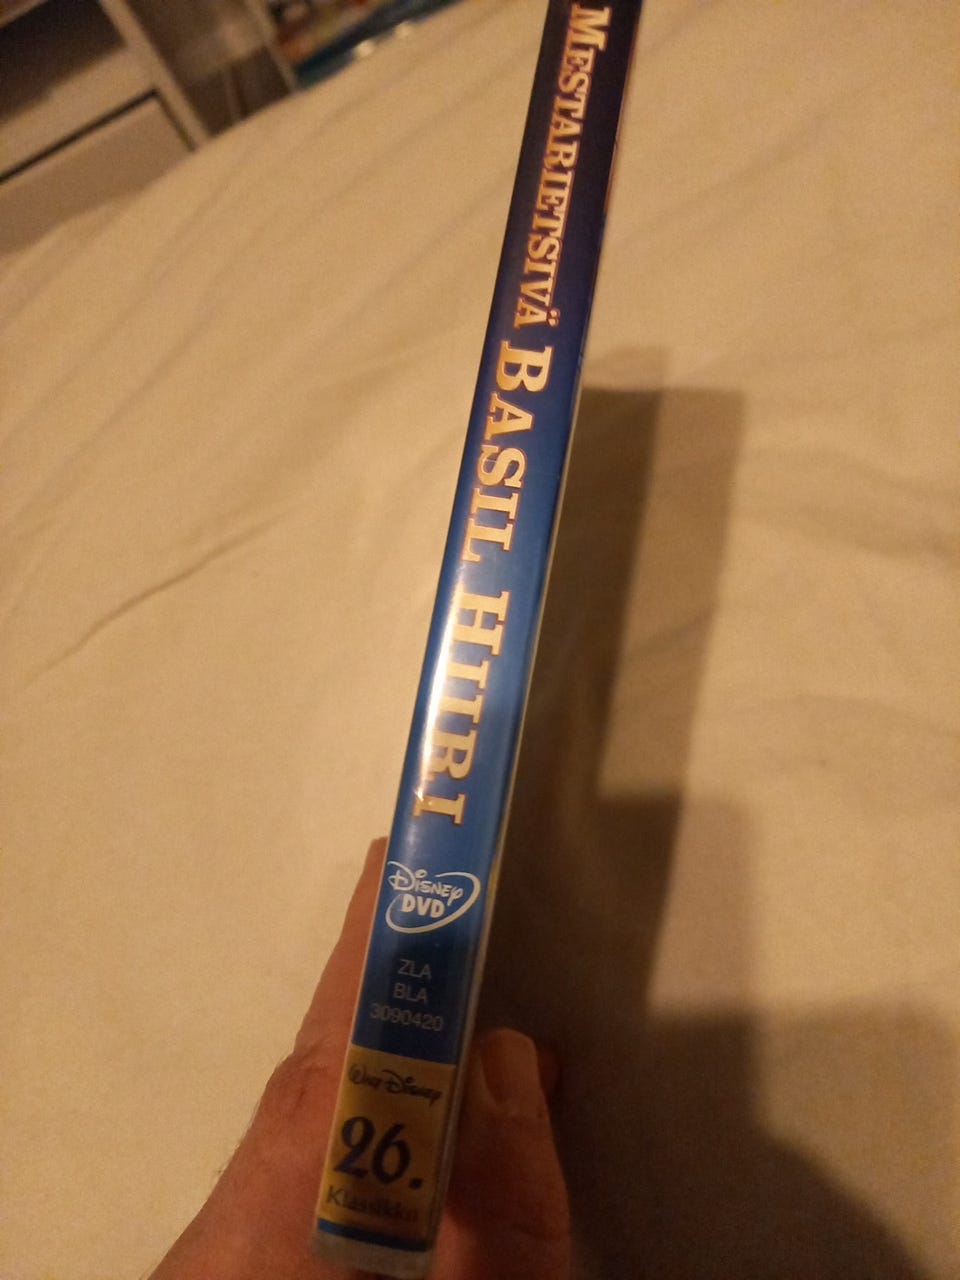 MESTARIETSIVÄ BASIL HIIRI
DISNEY
DVD
ZLA
BLA
3090420
WALT DISNEY
26.
Klassikko